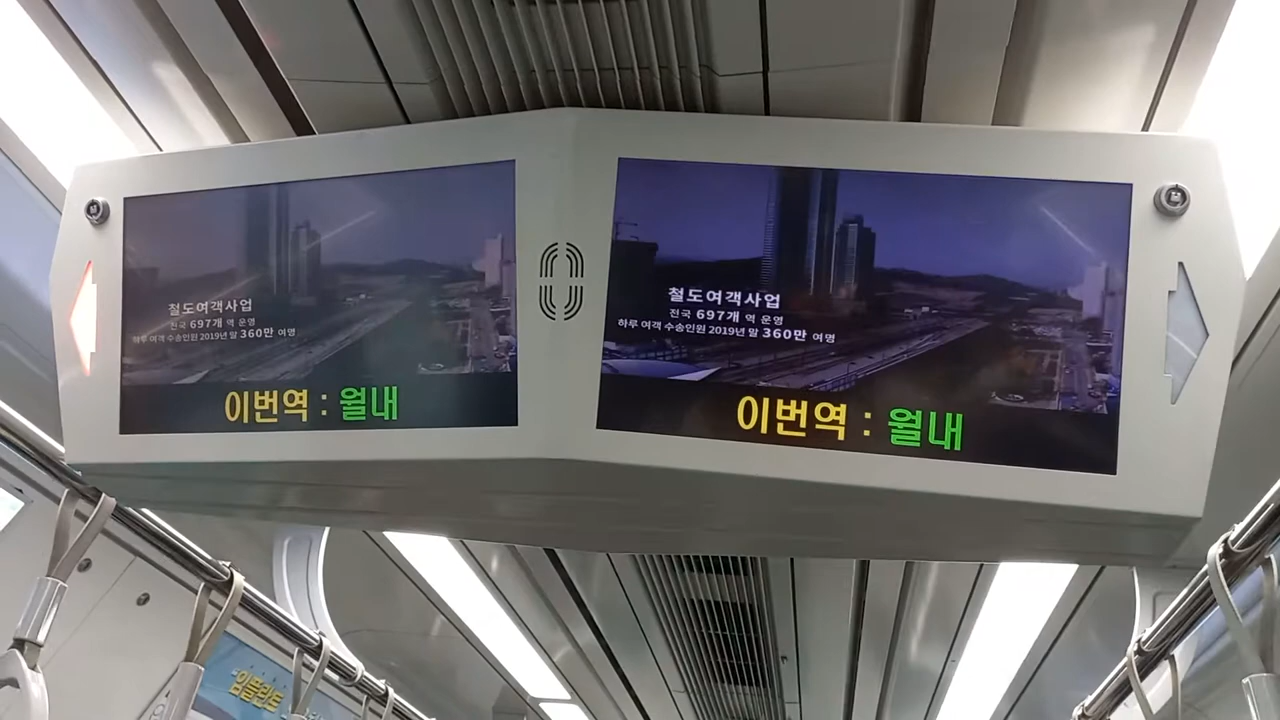 철도여객사업
전국 697개 역 운영
하루 여객 수송인원 2019년 말 360만 여명
이번역 : 월내
철도여객사업
전국 697개 역 운영
하루 여객 수송인원 2019년 말 360만 여명
이번역 : 월내
임플란트